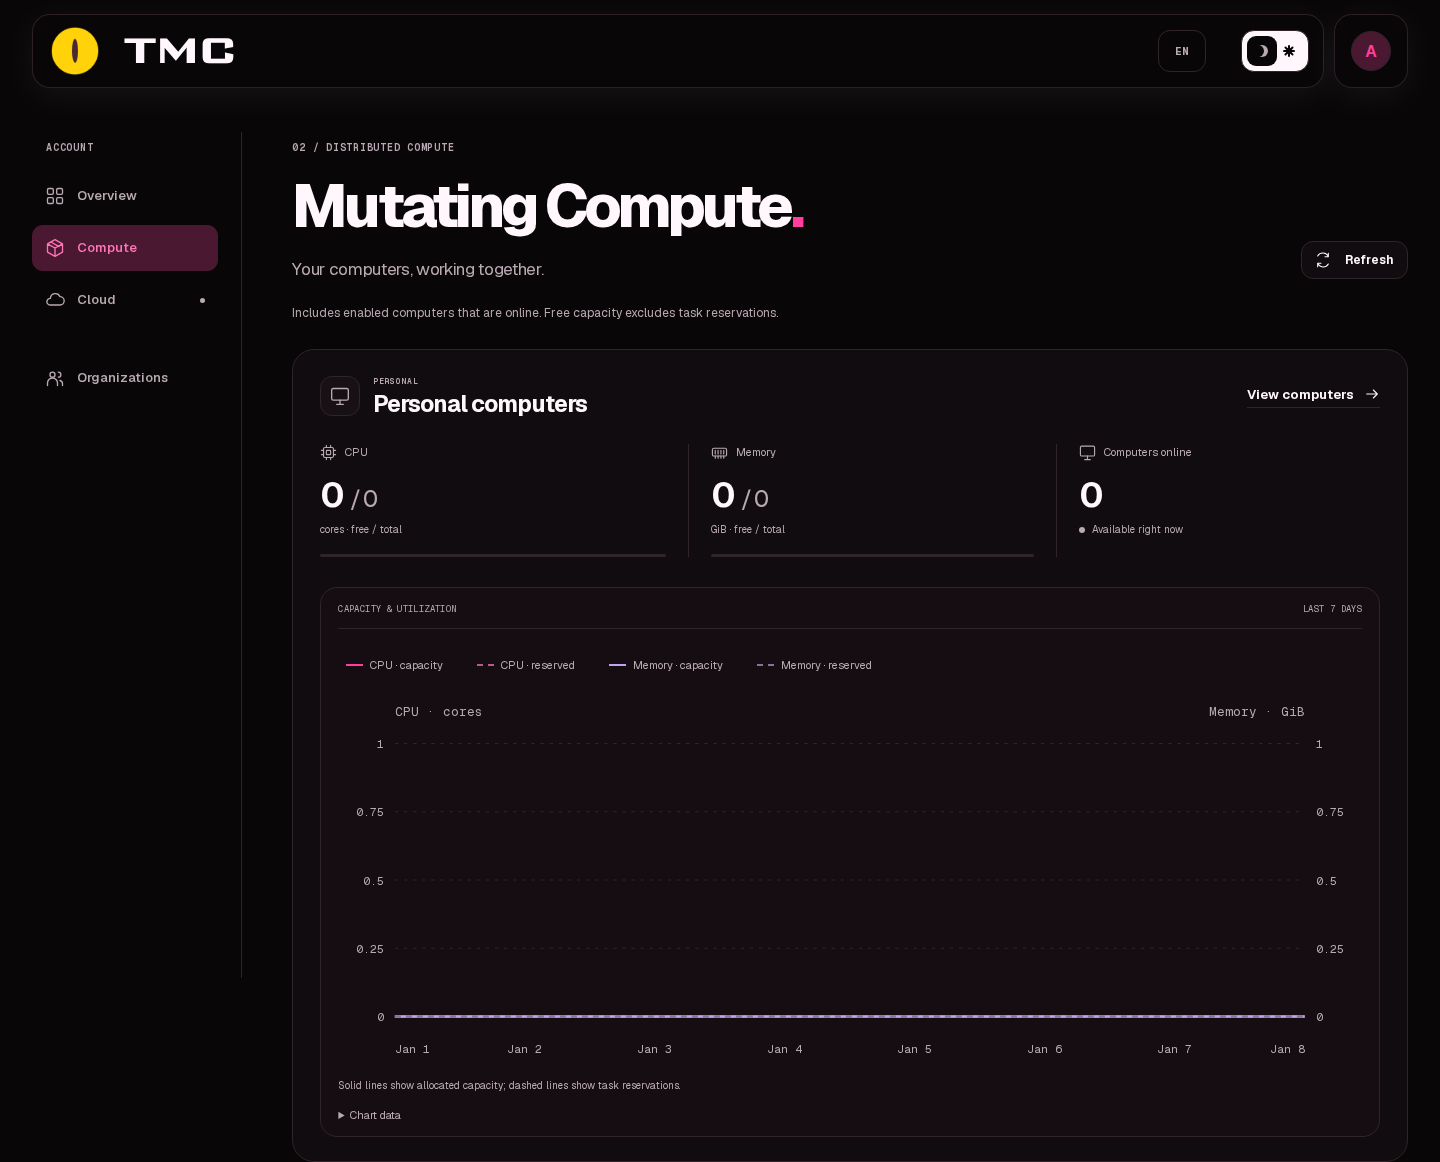 TMC
EN
A
ACCOUNT
Overview
Compute
Cloud
Organizations
02 / DISTRIBUTED COMPUTE
Mutating Compute.
Your computers, working together.
Refresh
Includes enabled computers that are online. Free capacity excludes task reservations.
PERSONAL
Personal computers
View computers
CPU
0 / 0
cores · free / total
Memory
0 / 0
GiB · free / total
Computers online
0
Available right now
CAPACITY & UTILIZATION
LAST 7 DAYS
CPU · capacity
CPU · reserved
Memory · capacity
Memory · reserved
CPU · cores
Memory · GiB
1
1
0.75
0.75
0.5
0.5
0.25
0.25
0
0
Jan 1
Jan 2
Jan 3
Jan 4
Jan 5
Jan 6
Jan 7
Jan 8
Solid lines show allocated capacity; dashed lines show task reservations.
Chart data